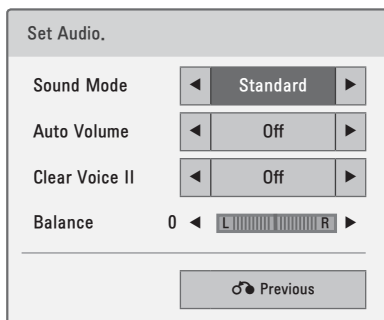 Set Audio.
Sound Mode ◀ Standard ▶
Auto Volume ◀ Off ▶
Clear Voice II ◀ Off ▶
Balance 0 ◀ L R ▶
Previous